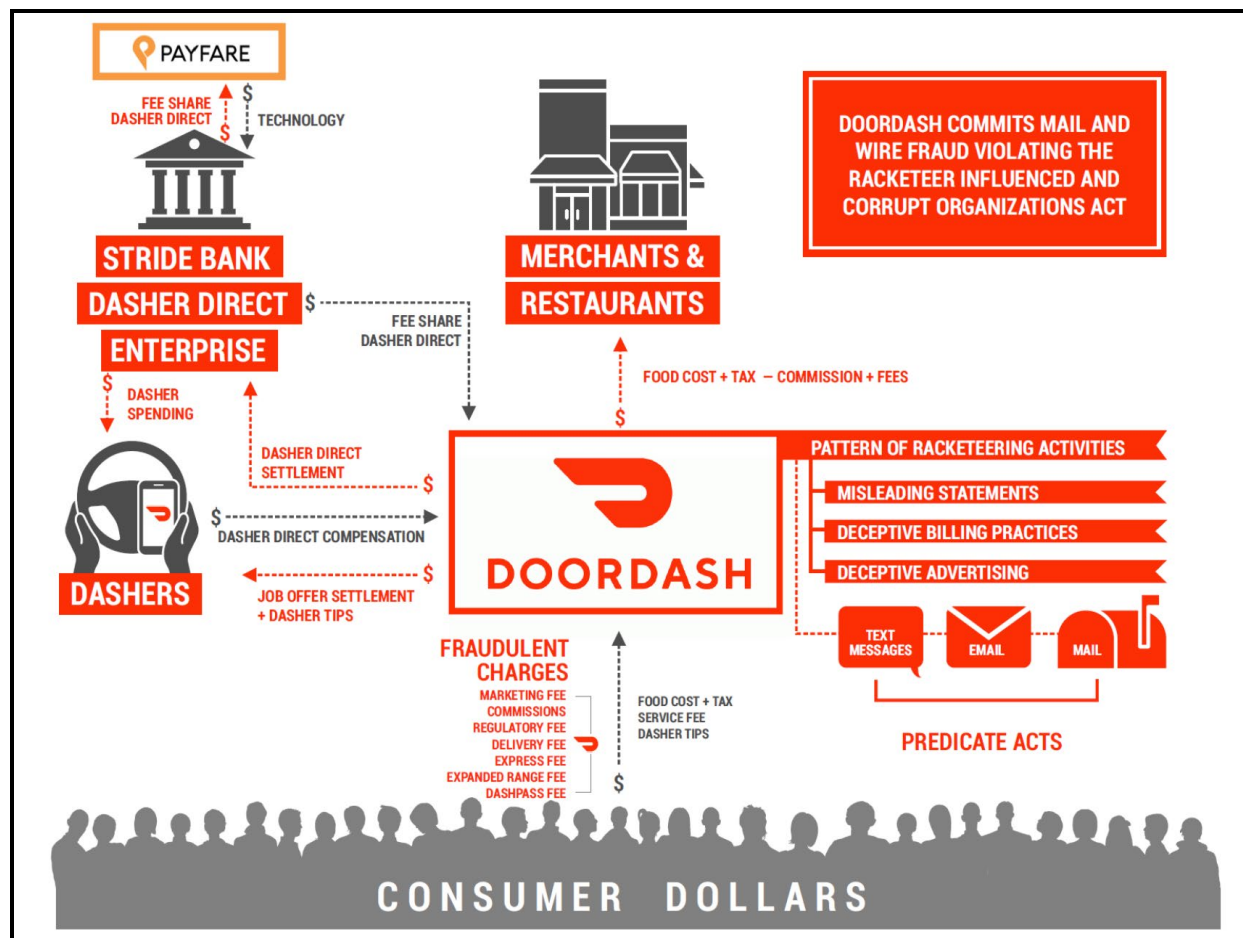 PAYFARE
FEE SHARE
DASHER DIRECT
$
$
TECHNOLOGY
STRIDE BANK
DASHER DIRECT
ENTERPRISE
$
FEE SHARE
DASHER DIRECT
MERCHANTS &
RESTAURANTS
DOORDASH COMMITS MAIL AND
WIRE FRAUD VIOLATING THE
RACKETEER INFLUENCED AND
CORRUPT ORGANIZATIONS ACT
$
DASHER
SPENDING
FOOD COST + TAX – COMMISSION + FEES
$
DASHER DIRECT
SETTLEMENT
$
$
DASHER DIRECT COMPENSATION
$
JOB OFFER SETTLEMENT
+ DASHER TIPS
DASHERS
DOORDASH
PATTERN OF RACKETEERING ACTIVITIES
MISLEADING STATEMENTS
DECEPTIVE BILLING PRACTICES
DECEPTIVE ADVERTISING
TEXT
MESSAGES
EMAIL
MAIL
PREDICATE ACTS
FRAUDULENT
CHARGES
MARKETING FEE
COMMISSIONS
REGULATORY FEE
DELIVERY FEE
EXPRESS FEE
EXPANDED RANGE FEE
DASHPASS FEE
FOOD COST + TAX
SERVICE FEE
DASHER TIPS
$
CONSUMER DOLLARS